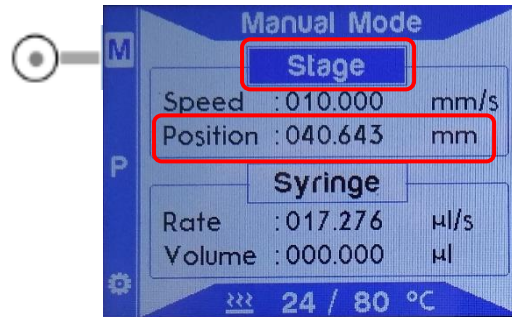 Manual Mode
M
Stage
Speed :010.000 mm/s
Position :040.643 mm
P
Syringe
Rate :017.276 µl/s
Volume :000.000 µl
24 / 80 °C